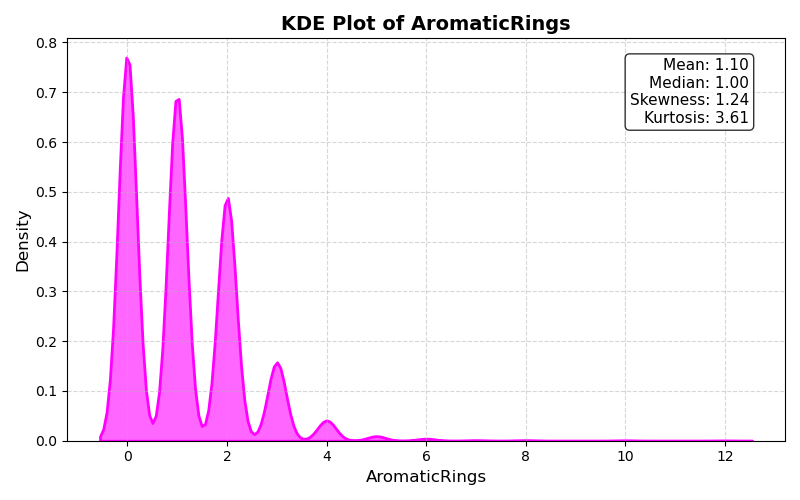 KDE Plot of AromaticRings
Mean: 1.10
Median: 1.00
Skewness: 1.24
Kurtosis: 3.61
Density
0.8
0.7
0.6
0.5
0.4
0.3
0.2
0.1
0.0
0 2 4 6 8 10 12
AromaticRings